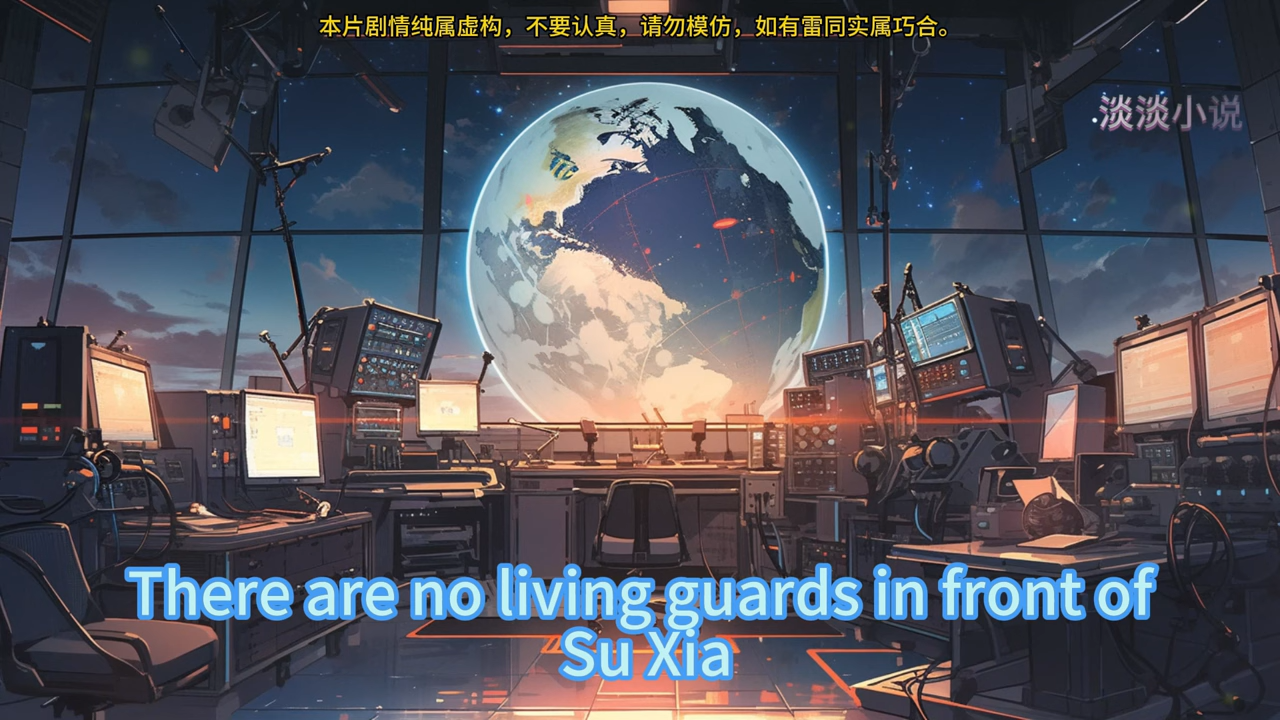 本片剧情纯属虚构，不要认真，请勿模仿，如有雷同实属巧合。
.淡淡小说
There are no living guards in front of
Su Xia